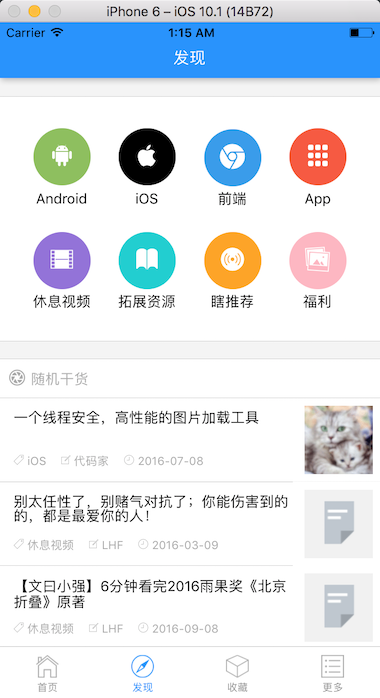 iPhone 6 – iOS 10.1 (14B72)
Carrier 1:15 AM
发现
Android iOS 前端 App
休息视频 拓展资源 瞎推荐 福利
随机干货
一个线程安全，高性能的图片加载工具
iOS 代码家 2016-07-08
别太任性了，别赌气对抗了；你能伤害到的
的，都是最爱你的人！
休息视频 LHF 2016-03-09
【文曰小强】6分钟看完2016雨果奖《北京
折叠》原著
休息视频 LHF 2016-09-08
首页 发现 收藏 更多